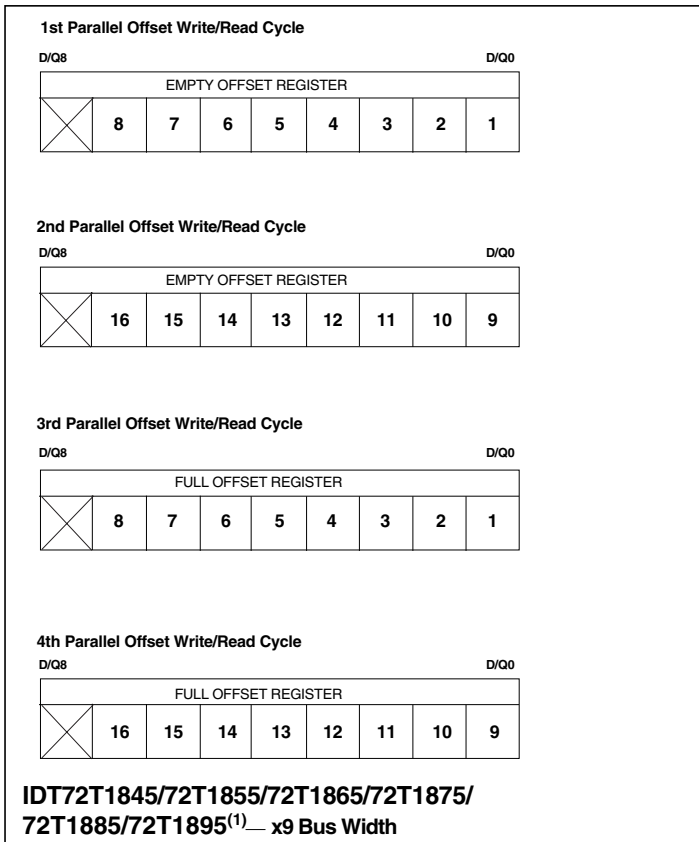 1st Parallel Offset Write/Read Cycle
D/Q8 D/Q0
EMPTY OFFSET REGISTER
8 7 6 5 4 3 2 1
2nd Parallel Offset Write/Read Cycle
D/Q8 D/Q0
EMPTY OFFSET REGISTER
16 15 14 13 12 11 10 9
3rd Parallel Offset Write/Read Cycle
D/Q8 D/Q0
FULL OFFSET REGISTER
8 7 6 5 4 3 2 1
4th Parallel Offset Write/Read Cycle
D/Q8 D/Q0
FULL OFFSET REGISTER
16 15 14 13 12 11 10 9
IDT72T1845/72T1855/72T1865/72T1875/
72T1885/72T1895(1)— x9 Bus Width